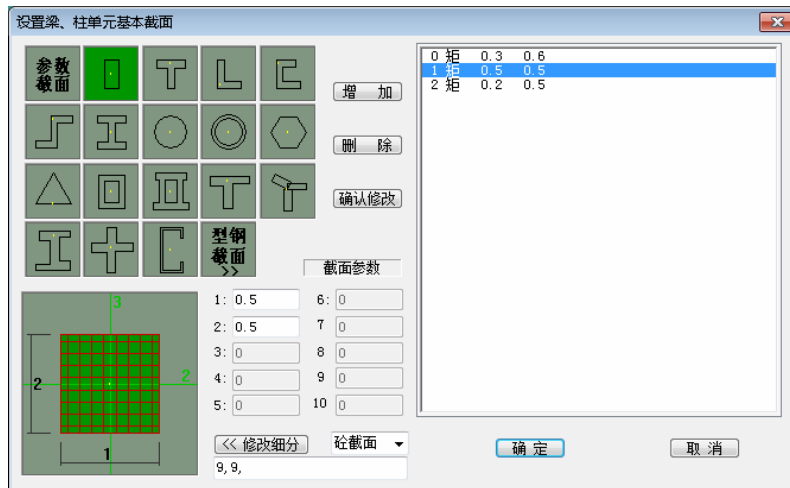 设置梁、柱单元基本截面
参数
截面
增 加
删 除
确认修改
型钢
截面
>>
截面参数
0 矩 0.3 0.6
1 矩 0.5 0.5
2 矩 0.2 0.5
1: 0.5 6: 0
2: 0.5 7 0
3: 0 8 0
4: 0 9 0
5: 0 10 0
3
2
2
1
<< 修改细分 砼截面
9,9,
确 定
取 消